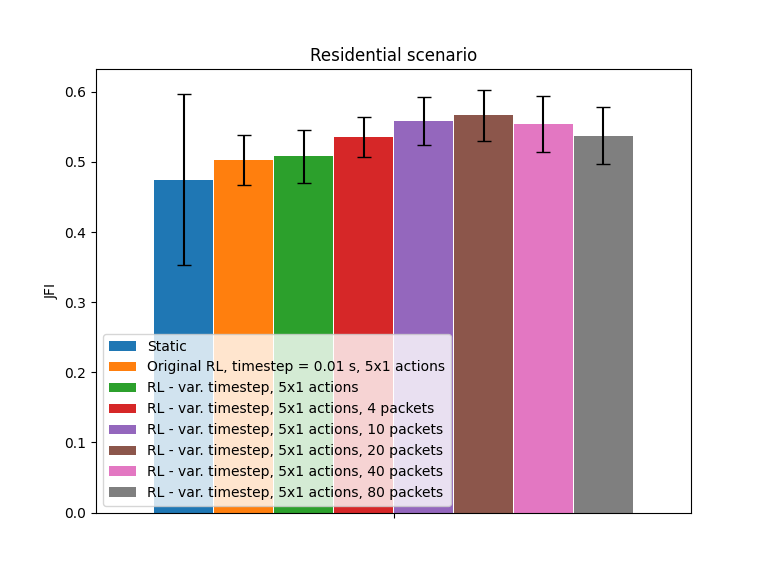 Residential scenario
0.6
0.5
0.4
0.3
0.2
0.1
0.0
JFI
Static
Original RL, timestep = 0.01 s, 5x1 actions
RL - var. timestep, 5x1 actions
RL - var. timestep, 5x1 actions, 4 packets
RL - var. timestep, 5x1 actions, 10 packets
RL - var. timestep, 5x1 actions, 20 packets
RL - var. timestep, 5x1 actions, 40 packets
RL - var. timestep, 5x1 actions, 80 packets